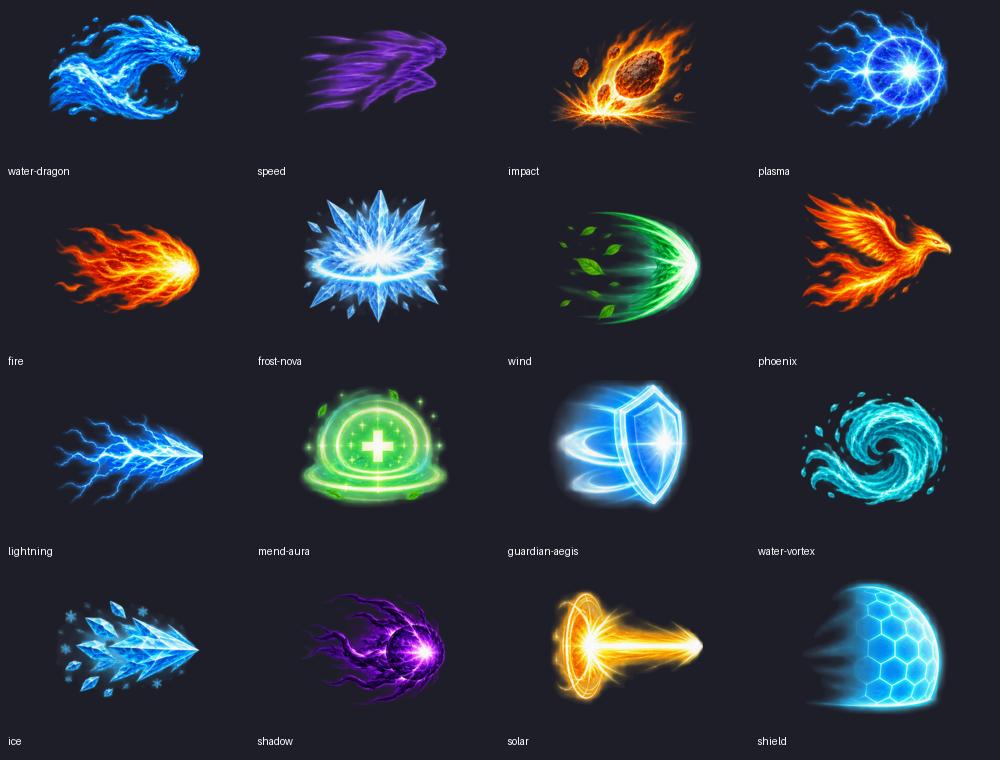 water-dragon
speed
impact
plasma
fire
frost-nova
wind
phoenix
lightning
mend-aura
guardian-aegis
water-vortex
ice
shadow
solar
shield